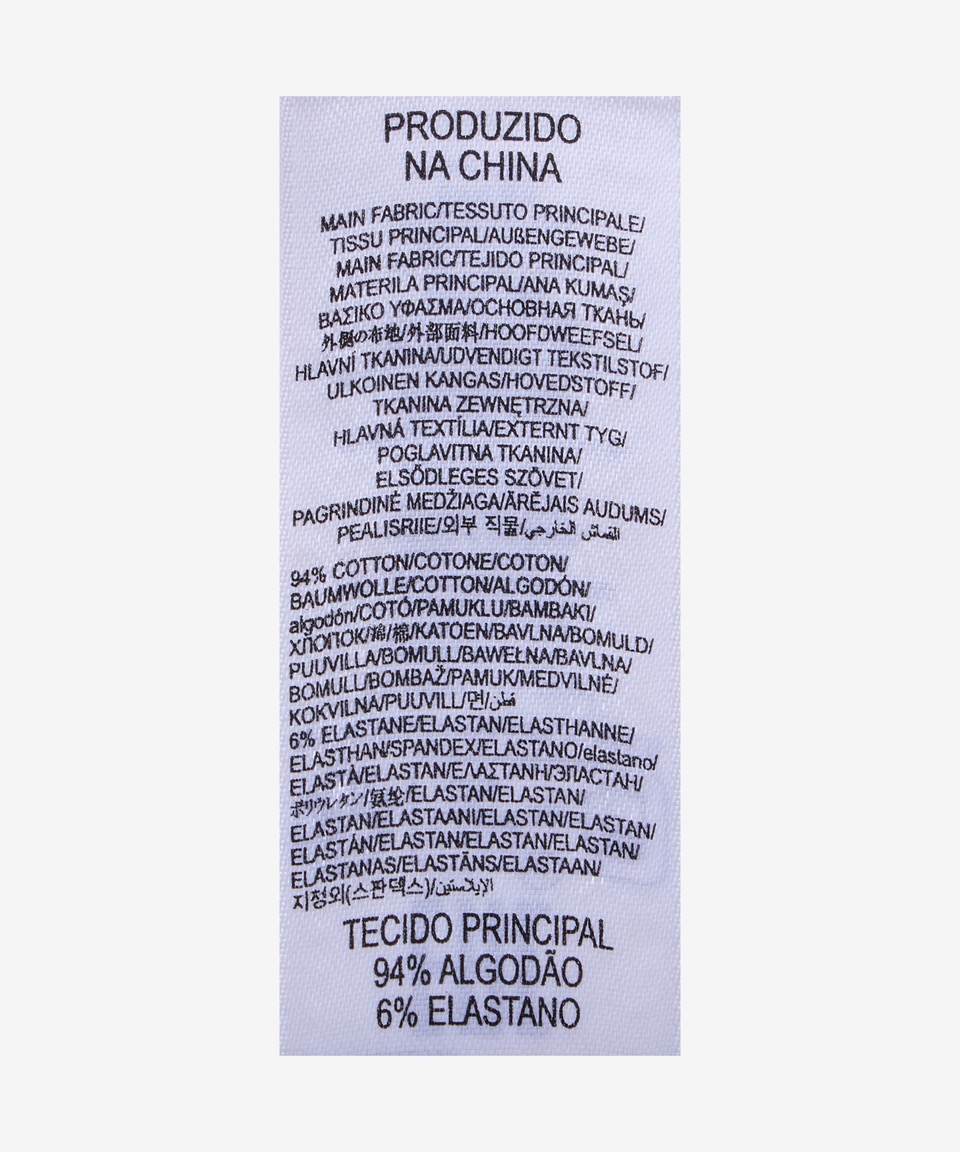 PRODUZIDO
NA CHINA
MAIN FABRIC/TESSUTO PRINCIPALE/
TISSU PRINCIPAL/AUßENGEWEBE/
MAIN FABRIC/TEJIDO PRINCIPAL/
MATERILA PRINCIPAL/ANA KUMAŞ/
ΒΑΣΙΚΟ ΥΦΑΣΜΑ/ОСНОВНАЯ ТКАНЬ/
外側の布地/外部面料/HOOFDWEEFSEL/
HLAVNÍ TKANINA/UDVENDIGT TEKSTILSTOF/
ULKOINEN KANGAS/HOVEDSTOFF/
TKANINA ZEWNĘTRZNA/
HLAVNÁ TEXTÍLIA/EXTERNT TYG/
POGLAVITNA TKANINA/
ELSŐDLEGES SZÖVET/
PAGRINDINĖ MEDŽIAGA/ĀRĒJAIS AUDUMS/
PEALISRIIE/외부 직물/القماش الخارجي
94% COTTON/COTONE/COTON/
BAUMWOLLE/COTTON/ALGODÓN/
algodón/COTÓ/PAMUKLU/BAMBAKI/
ХЛОПОК/綿/棉/KATOEN/BAVLNA/BOMULD/
PUUVILLA/BOMULL/BAWEŁNA/BAVLNA/
BOMULL/BOMBAŽ/PAMUK/MEDVILNĖ/
KOKVILNA/PUUVILL/면/قطن
6% ELASTANE/ELASTAN/ELASTHANNE/
ELASTHAN/SPANDEX/ELASTANO/elastano/
ELASTÀ/ELASTAN/ΕΛΑΣΤΑΝΗ/ЭЛАСТАН/
ポリウレタン/氨纶/ELASTAN/ELASTAN/
ELASTAN/ELASTAANI/ELASTAN/ELASTAN/
ELASTÁN/ELASTAN/ELASTAN/ELASTAN/
ELASTANAS/ELASTĀNS/ELASTAAN/
지정외(스판덱스)/الإيلاستين
TECIDO PRINCIPAL
94% ALGODÃO
6% ELASTANO